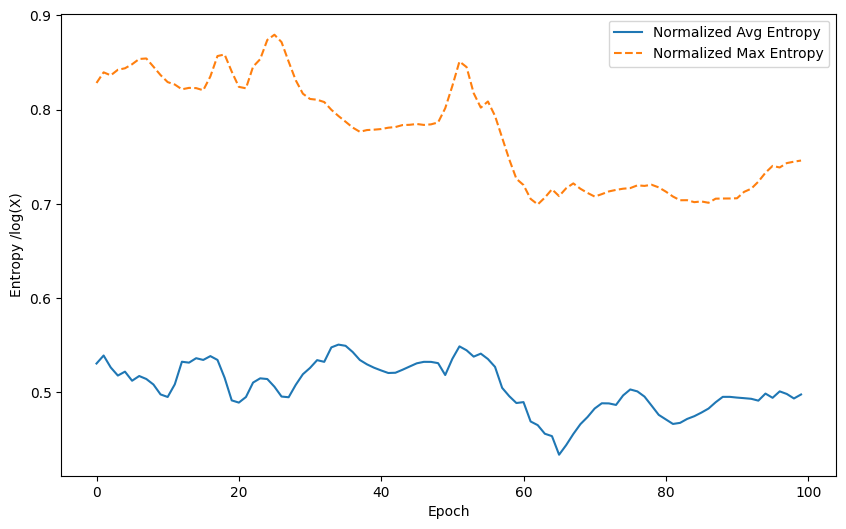 Normalized Avg Entropy
Normalized Max Entropy
0.9
0.8
0.7
0.6
0.5
Entropy /log(X)
0 20 40 60 80 100
Epoch